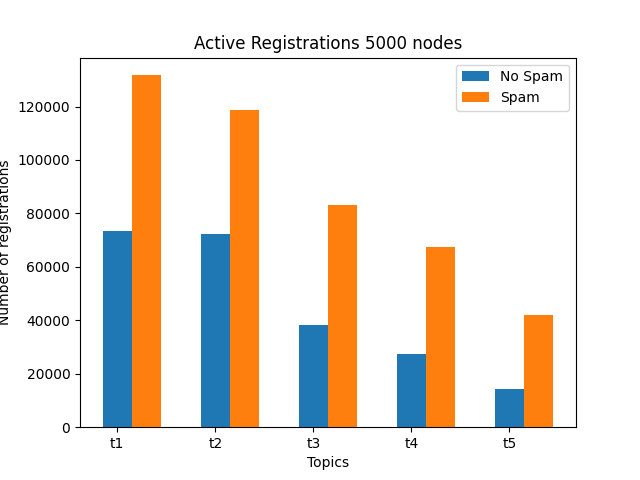 Active Registrations 5000 nodes
No Spam
Spam
120000
100000
80000
60000
40000
20000
0
Number of registrations
t1 t2 t3 t4 t5
Topics